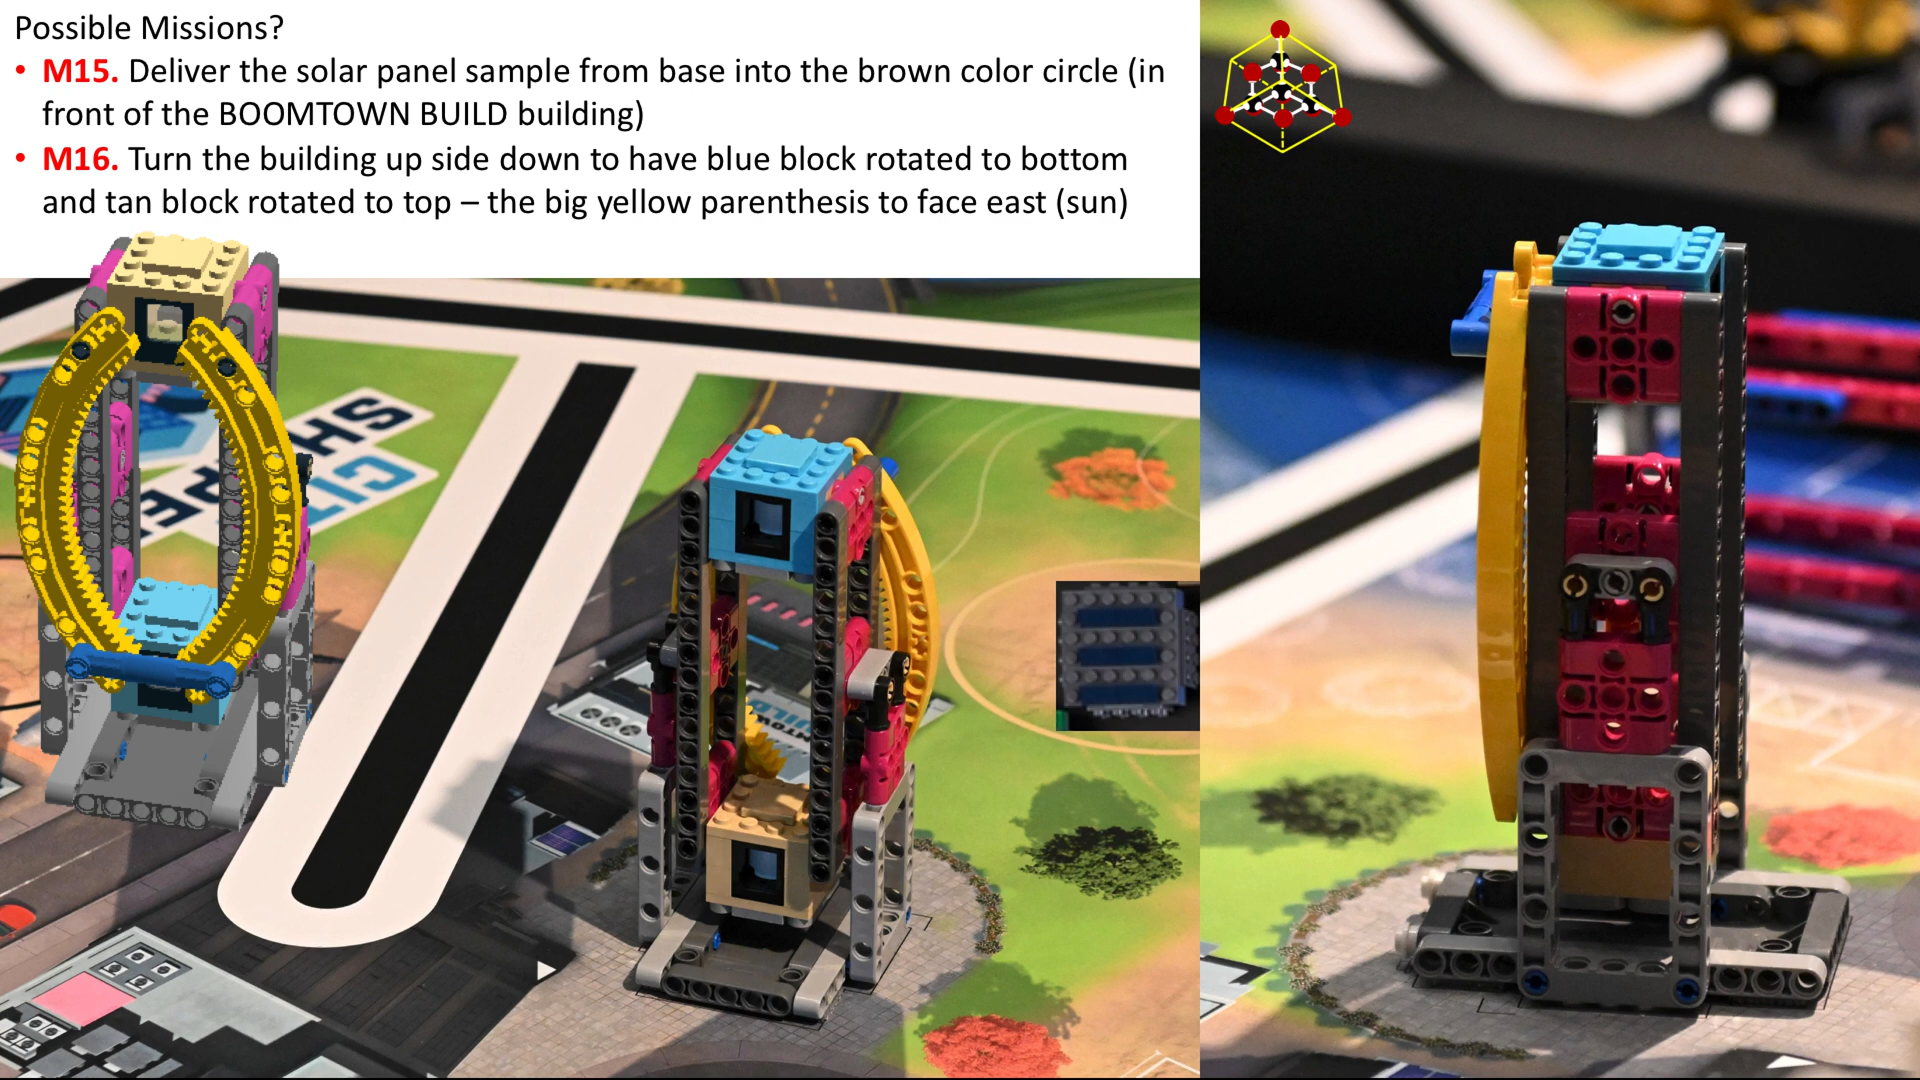 Possible Missions?
• M15. Deliver the solar panel sample from base into the brown color circle (in
front of the BOOMTOWN BUILD building)
• M16. Turn the building up side down to have blue block rotated to bottom
and tan block rotated to top – the big yellow parenthesis to face east (sun)